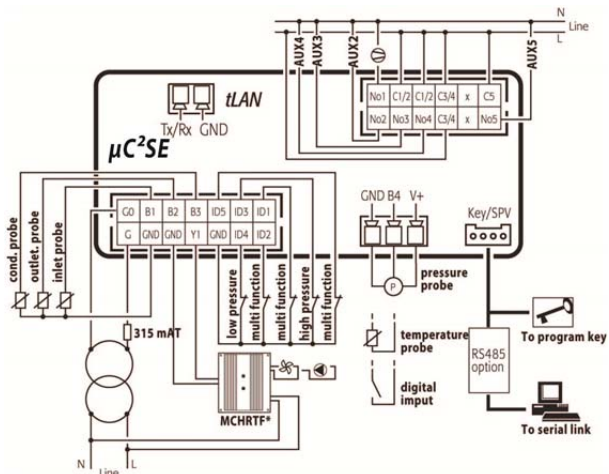 N
Line
L
AUX4
AUX3
AUX2
AUX5
tLAN
Tx/Rx GND
µC²SE
No1 C1/2 C1/2 C3/4 x C5
No2 No3 No4 C3/4 x No5
GND B4 V+
Key/SPV
G0 B1 B2 B3 ID5 ID3 ID1
G GND GND Y1 GND ID4 ID2
cond. probe
outlet. probe
inlet probe
low pressure
multi function
multi function
high pressure
multi function
P
pressure
probe
315 mAT
temperature
probe
digital
imput
RS485
option
To program key
To serial link
MCHRTF*
N
Line
L